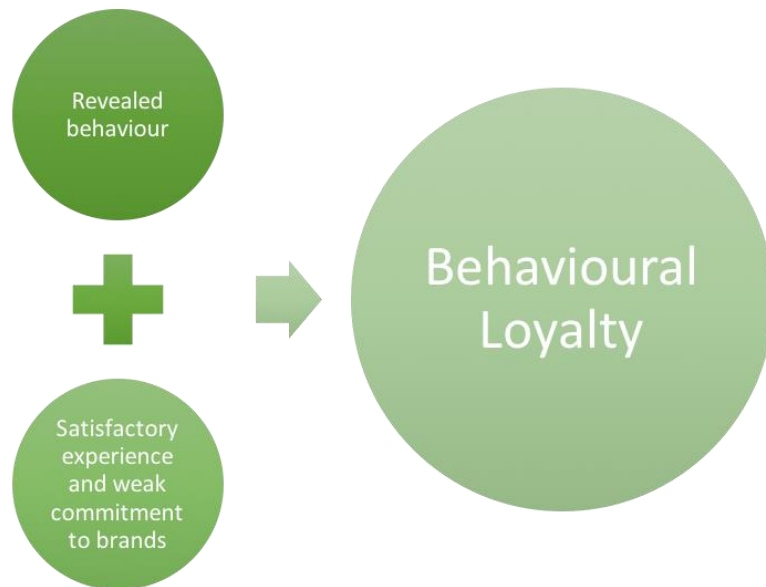 Revealed
behaviour
Satisfactory
experience
and weak
commitment
to brands
Behavioural
Loyalty